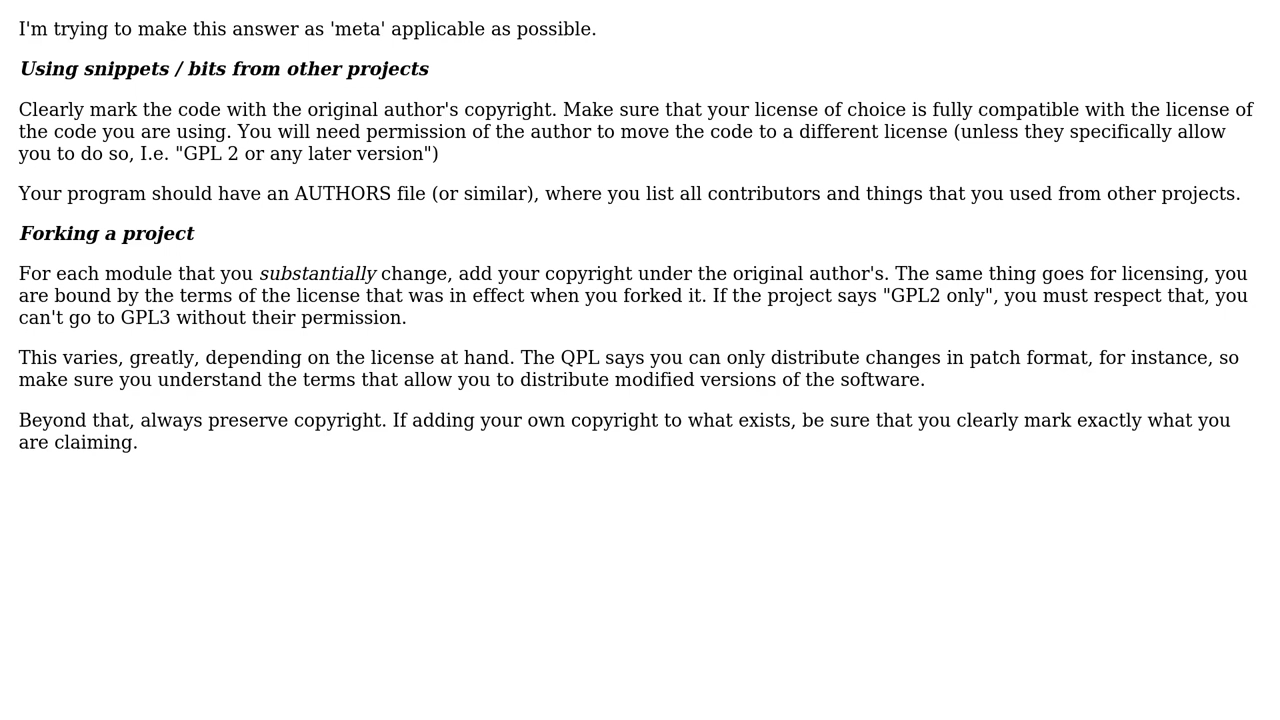 I'm trying to make this answer as 'meta' applicable as possible.
Using snippets / bits from other projects
Clearly mark the code with the original author's copyright. Make sure that your license of choice is fully compatible with the license of
the code you are using. You will need permission of the author to move the code to a different license (unless they specifically allow
you to do so, I.e. "GPL 2 or any later version")
Your program should have an AUTHORS file (or similar), where you list all contributors and things that you used from other projects.
Forking a project
For each module that you substantially change, add your copyright under the original author's. The same thing goes for licensing, you
are bound by the terms of the license that was in effect when you forked it. If the project says "GPL2 only", you must respect that, you
can't go to GPL3 without their permission.
This varies, greatly, depending on the license at hand. The QPL says you can only distribute changes in patch format, for instance, so
make sure you understand the terms that allow you to distribute modified versions of the software.
Beyond that, always preserve copyright. If adding your own copyright to what exists, be sure that you clearly mark exactly what you
are claiming.